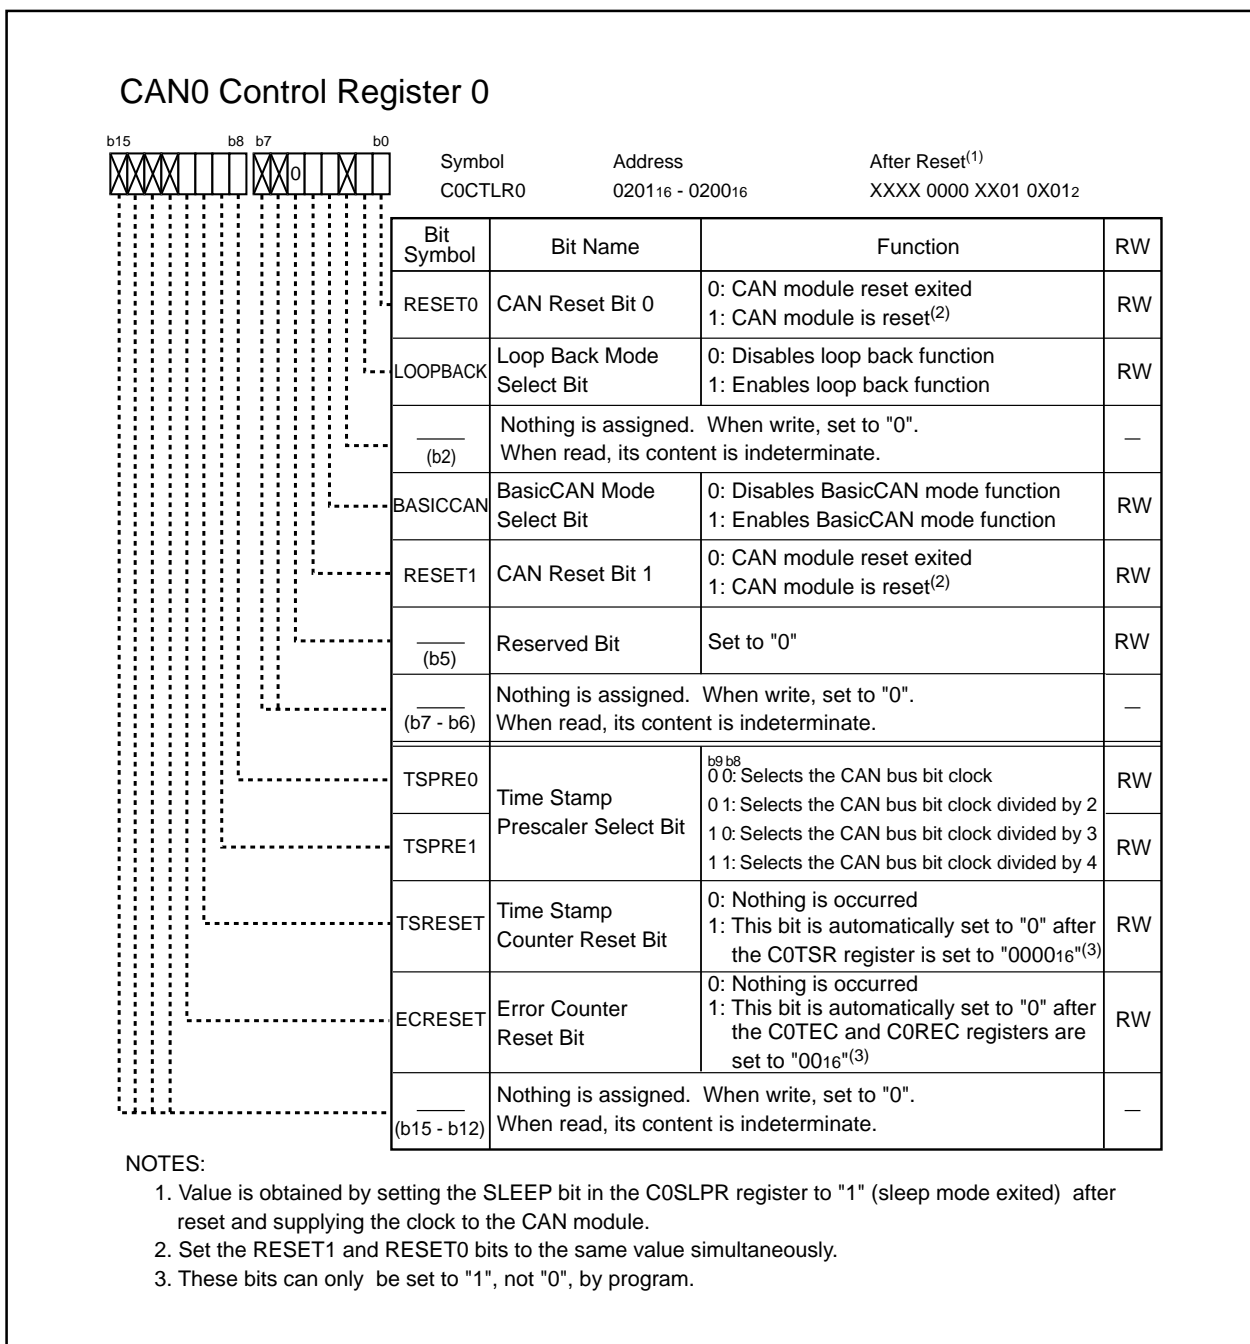 CAN0 Control Register 0
b15 b8 b7 b0
0
Symbol Address After Reset(1)
C0CTLR0 020116 - 020016 XXXX 0000 XX01 0X012
Bit Symbol Bit Name Function RW
RESET0 CAN Reset Bit 0 0: CAN module reset exited
1: CAN module is reset(2) RW
LOOPBACK Loop Back Mode Select Bit 0: Disables loop back function
1: Enables loop back function RW
(b2) Nothing is assigned. When write, set to "0".
When read, its content is indeterminate. —
BASICCAN BasicCAN Mode Select Bit 0: Disables BasicCAN mode function
1: Enables BasicCAN mode function RW
RESET1 CAN Reset Bit 1 0: CAN module reset exited
1: CAN module is reset(2) RW
(b5) Reserved Bit Set to "0" RW
(b7 - b6) Nothing is assigned. When write, set to "0".
When read, its content is indeterminate. —
TSPRE0 Time Stamp Prescaler Select Bit b9 b8
0 0: Selects the CAN bus bit clock RW
0 1: Selects the CAN bus bit clock divided by 2
TSPRE1 1 0: Selects the CAN bus bit clock divided by 3 RW
1 1: Selects the CAN bus bit clock divided by 4
TSRESET Time Stamp Counter Reset Bit 0: Nothing is occurred
1: This bit is automatically set to "0" after RW
the C0TSR register is set to "000016"(3)
ECRESET Error Counter Reset Bit 0: Nothing is occurred
1: This bit is automatically set to "0" after RW
the C0TEC and C0REC registers are
set to "0016"(3)
(b15 - b12) Nothing is assigned. When write, set to "0".
When read, its content is indeterminate. —
NOTES:
1. Value is obtained by setting the SLEEP bit in the C0SLPR register to "1" (sleep mode exited) after
reset and supplying the clock to the CAN module.
2. Set the RESET1 and RESET0 bits to the same value simultaneously.
3. These bits can only be set to "1", not "0", by program.